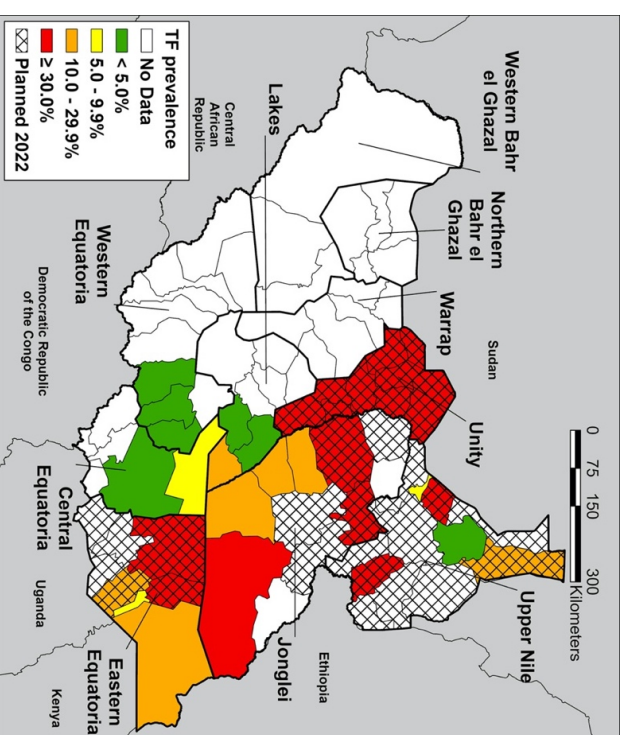 Western Bahr
el Ghazal
Northern
Bahr el
Ghazal
Warrap
Sudan
Unity
0 75 150 300
Kilometers
Upper Nile
Lakes
Central
African
Republic
Western
Equatoria
Democratic Republic
of the Congo
Central
Equatoria
Uganda
Eastern
Equatoria
Kenya
Jonglei
Ethiopia
TF prevalence
No Data
< 5.0%
5.0 - 9.9%
10.0 - 29.9%
≥ 30.0%
Planned 2022